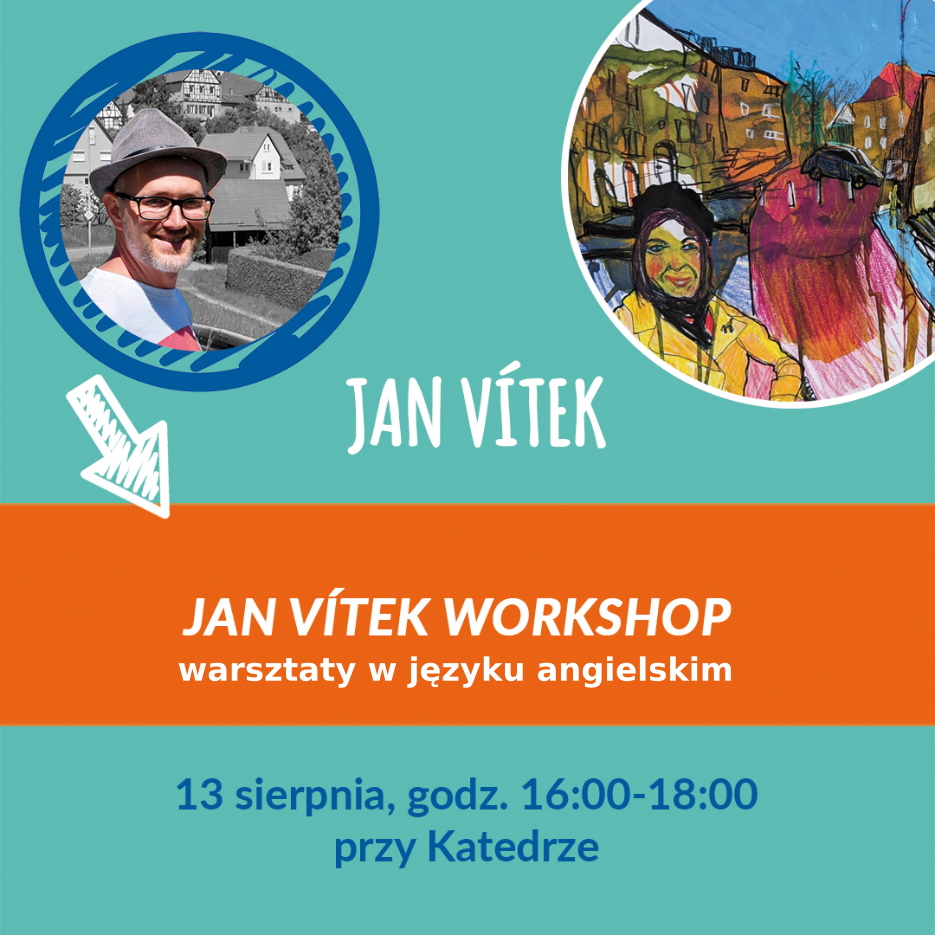 JAN VÍTEK
JAN VÍTEK WORKSHOP
warsztaty w języku angielskim
13 sierpnia, godz. 16:00-18:00
przy Katedrze